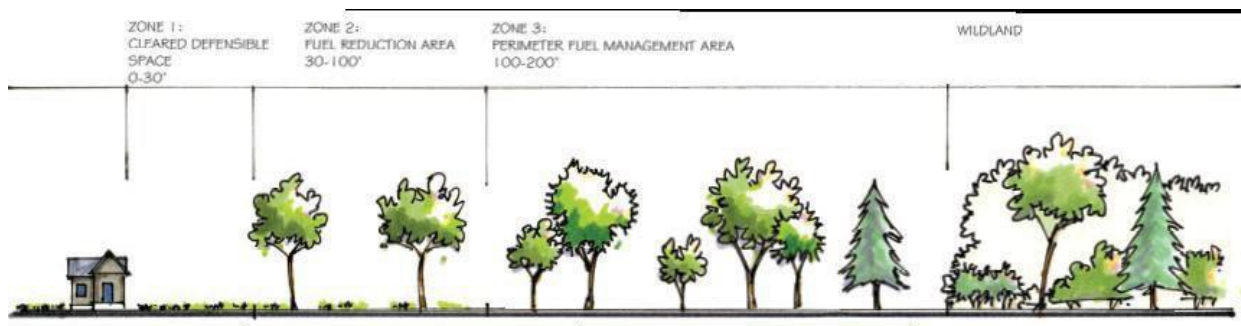 ZONE 1:
CLEARED DEFENSIBLE
SPACE
0-30'
ZONE 2:
FUEL REDUCTION AREA
30-100'
ZONE 3:
PERIMETER FUEL MANAGEMENT AREA
100-200'
WILDLAND